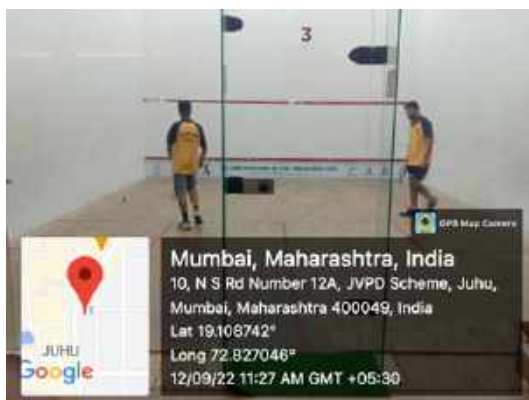 3
GPS Map Camera
Mumbai, Maharashtra, India
10, N S Rd Number 12A, JVPD Scheme, Juhu,
Mumbai, Maharashtra 400049, India
Lat 19.108742°
Long 72.827046°
12/09/22 11:27 AM GMT +05:30
JUHU
Google